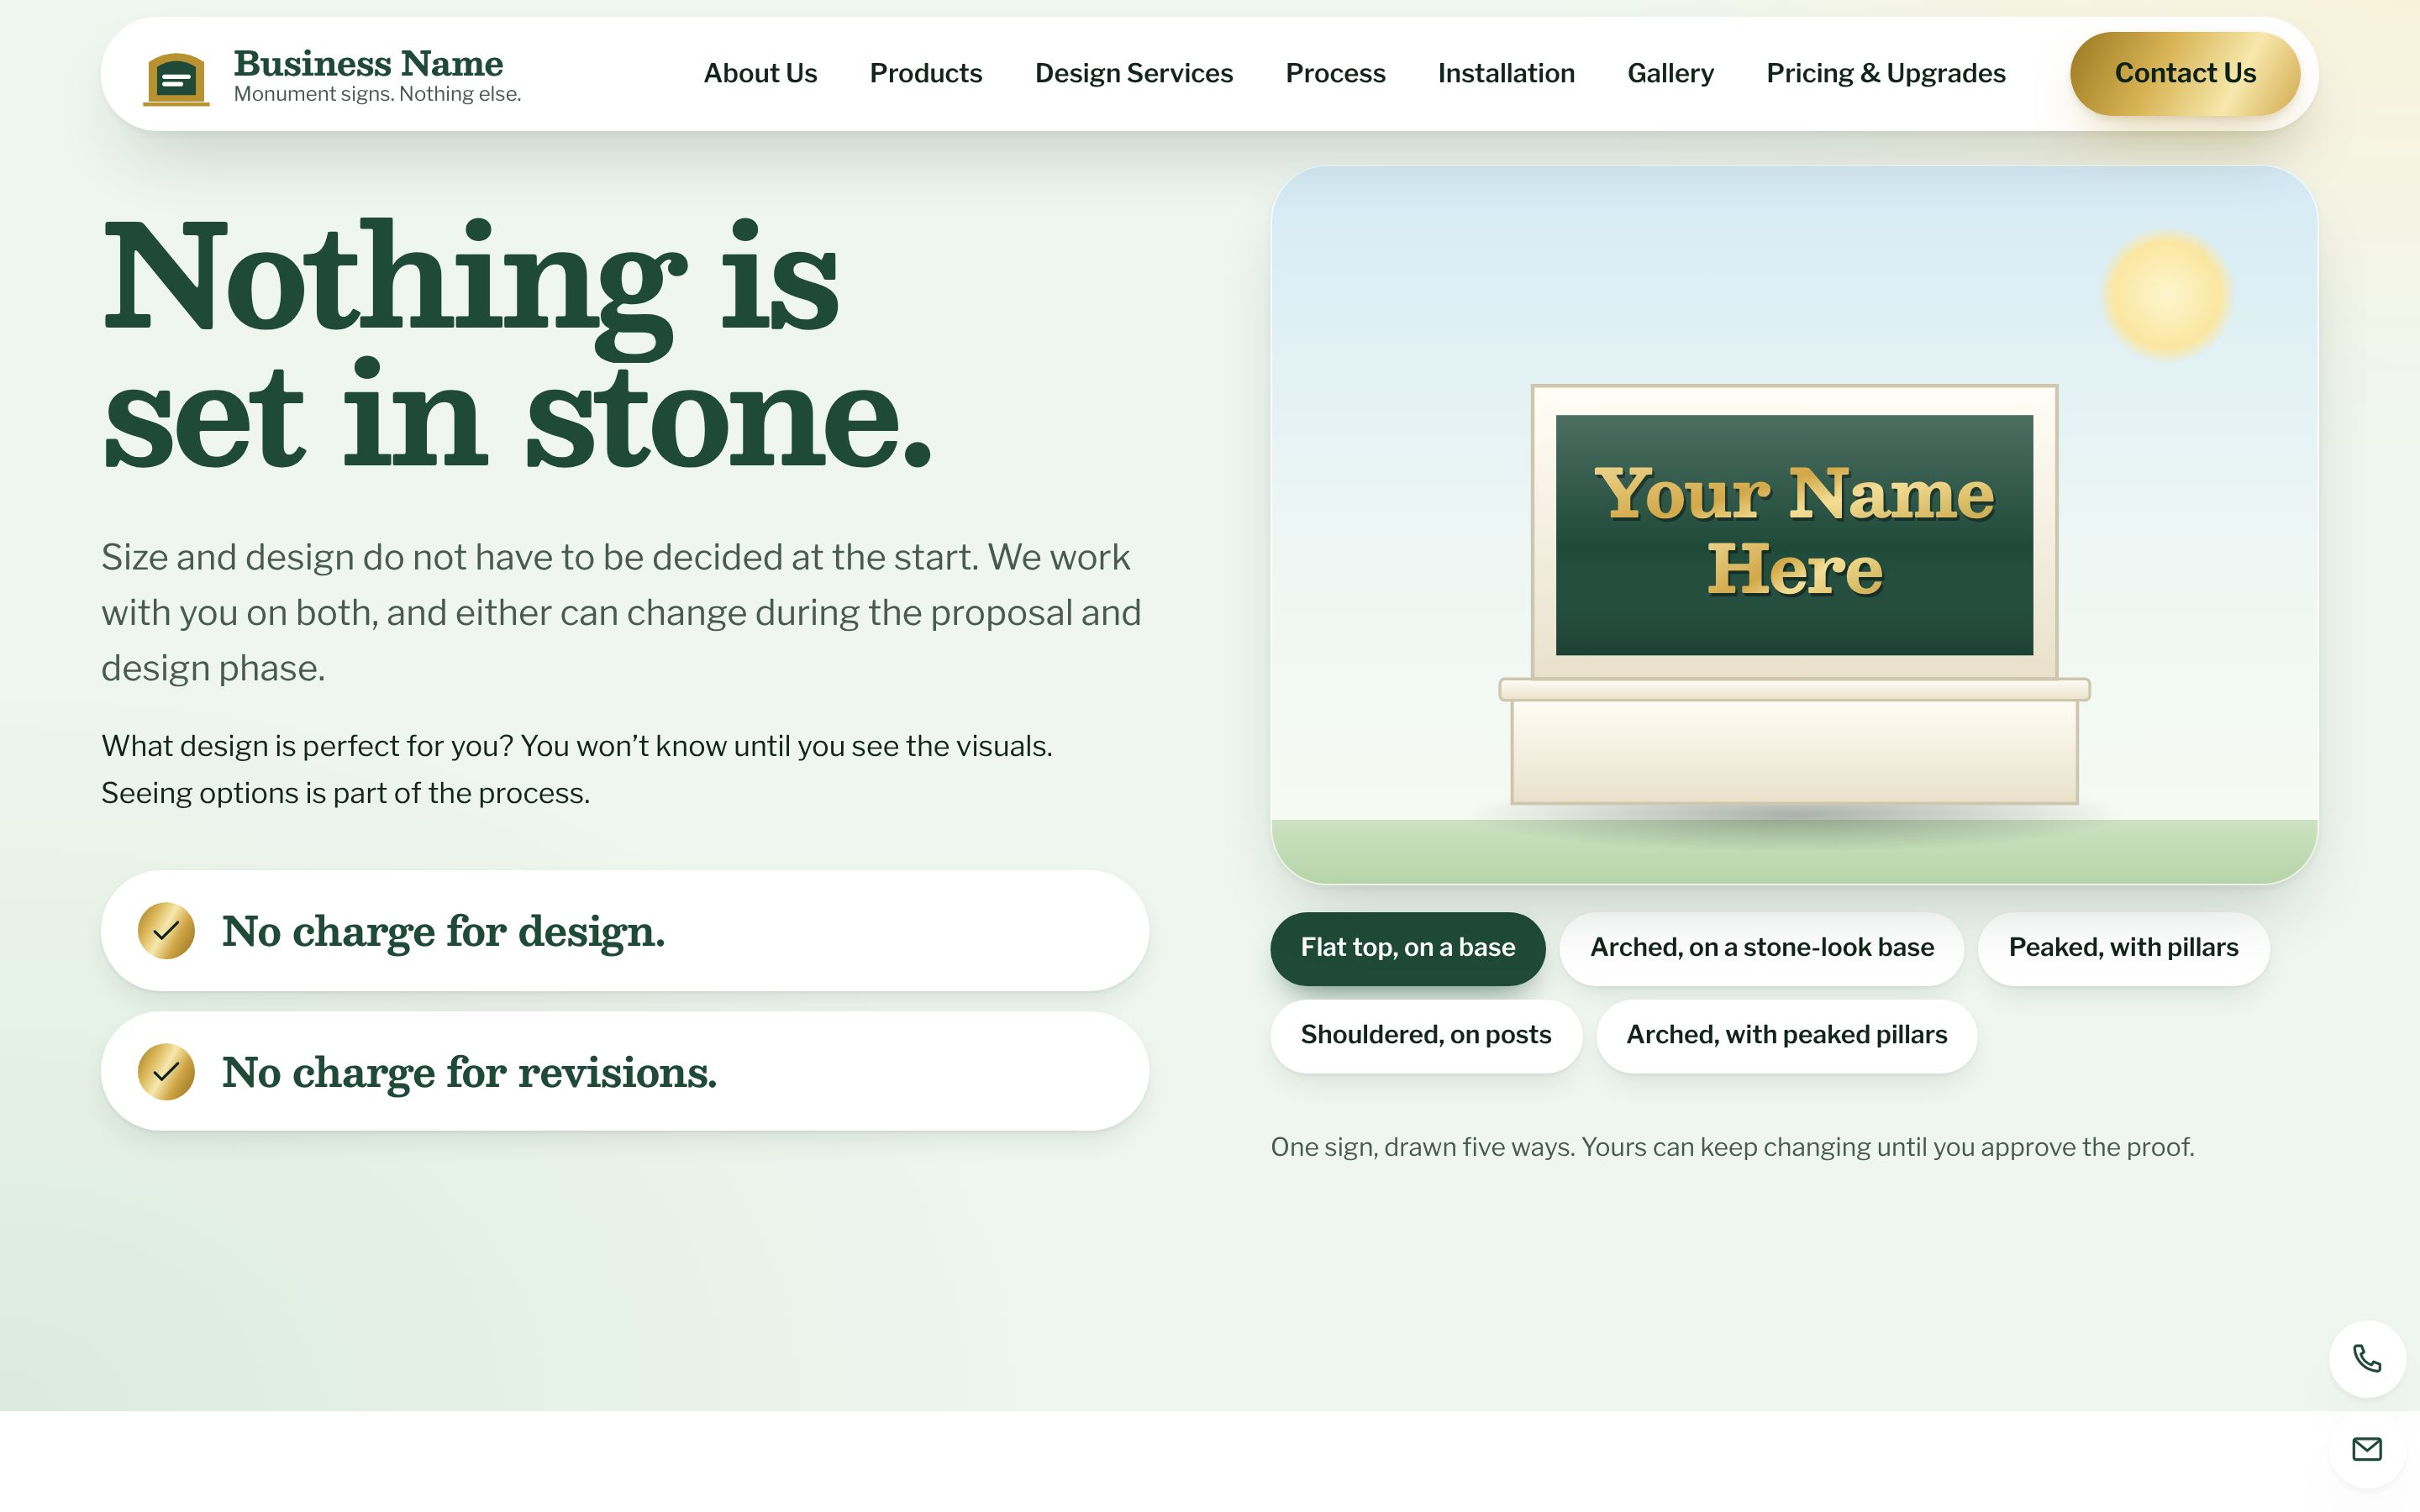 Business Name
Monument signs. Nothing else.
About Us
Products
Design Services
Process
Installation
Gallery
Pricing & Upgrades
Contact Us
Nothing is
set in stone.
Size and design do not have to be decided at the start. We work
with you on both, and either can change during the proposal and
design phase.
What design is perfect for you? You won’t know until you see the visuals.
Seeing options is part of the process.
No charge for design.
No charge for revisions.
Your Name
Here
Flat top, on a base
Arched, on a stone-look base
Peaked, with pillars
Shouldered, on posts
Arched, with peaked pillars
One sign, drawn five ways. Yours can keep changing until you approve the proof.